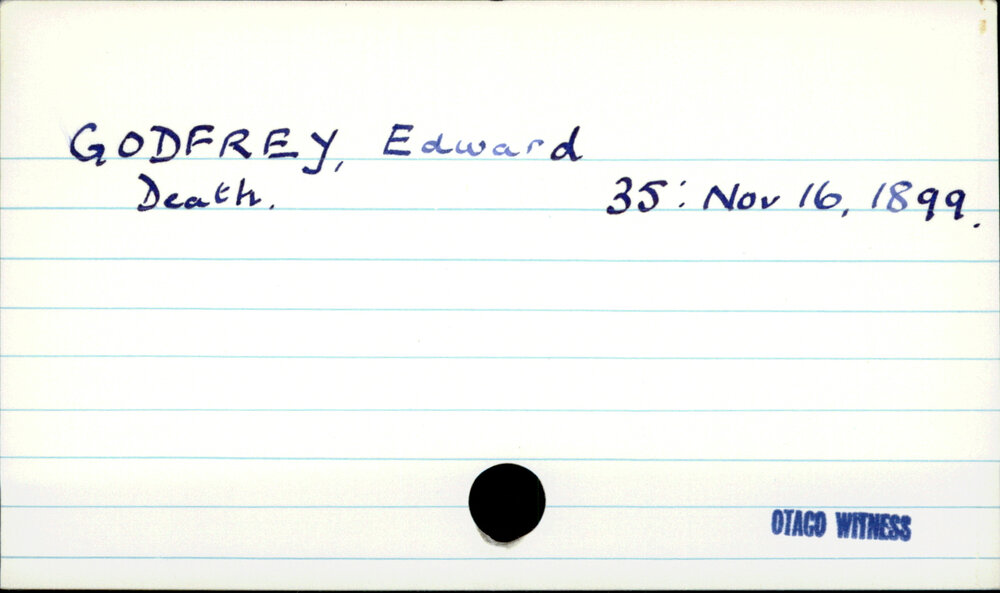 GODFREY, Edward
Death. 35: Nov 16, 1899.
OTAGO WITNESS